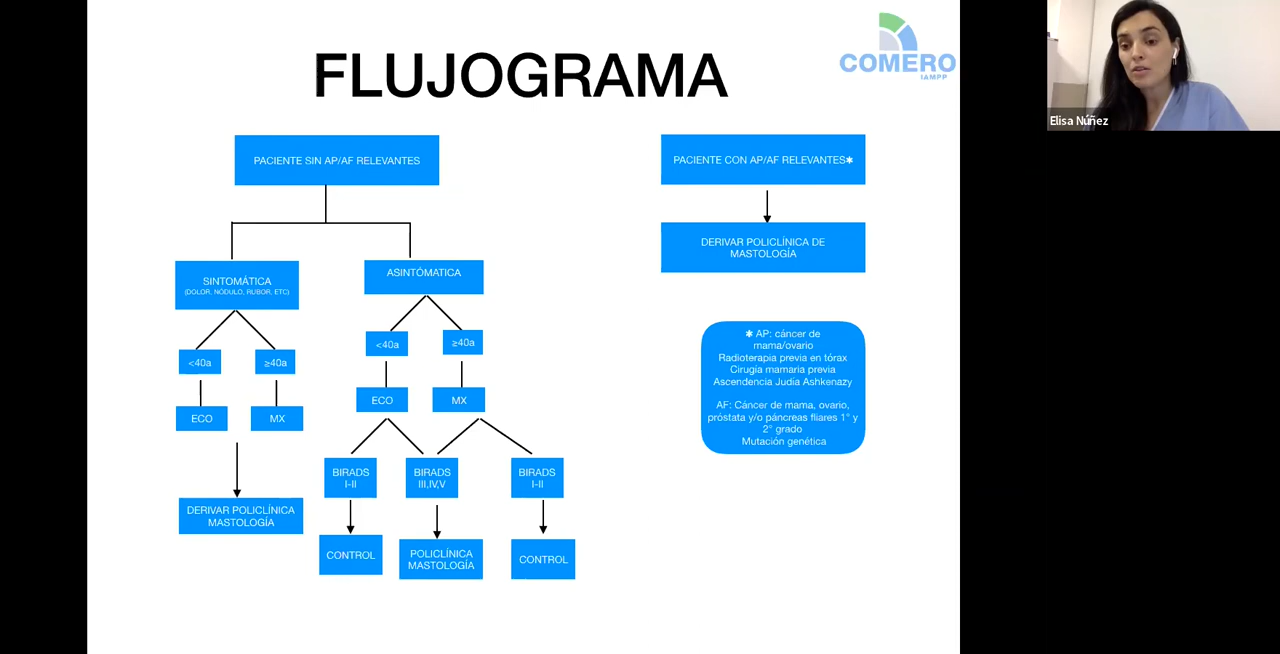 FLUJOGRAMA
COMERO
IAMPP
Elisa Núñez
PACIENTE SIN AP/AF RELEVANTES
SINTOMÁTICA
(DOLOR, NÓDULO, RUBOR, ETC)
ASINTÓMATICA
<40a
≥40a
<40a
≥40a
ECO
MX
ECO
MX
BIRADS
I-II
BIRADS
III,IV,V
BIRADS
I-II
DERIVAR POLICLÍNICA
MASTOLOGÍA
CONTROL
POLICLÍNICA
MASTOLOGÍA
CONTROL
PACIENTE CON AP/AF RELEVANTES✱
DERIVAR POLICLÍNICA DE
MASTOLOGÍA
✱ AP: cáncer de
mama/ovario
Radioterapia previa en tórax
Cirugía mamaria previa
Ascendencia Judía Ashkenazy
AF: Cáncer de mama, ovario,
próstata y/o páncreas fliares 1° y
2° grado
Mutación genética